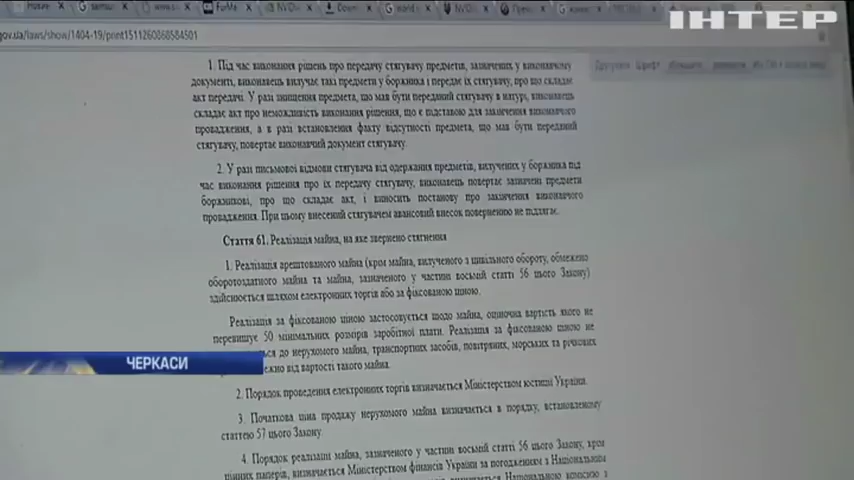 ІНТЕР
gov.ua/laws/show/1404-19/print1511260868584501
1. Під час виконання рішень про передачу стягувачу предметів, зазначених у виконавчому
документі, виконавець вилучає такі предмети у боржника і передає їх стягувачу, про що складає
акт передачі. У разі знищення предмета, що мав бути переданий стягувачу в натурі, виконавець
складає акт про неможливість виконання рішення, що є підставою для закінчення виконавчого
провадження, а в разі встановлення факту відсутності предмета, що мав бути переданий
стягувачу, повертає виконавчий документ стягувачу.
2. У разі письмової відмови стягувача від одержання предметів, вилучених у боржника під
час виконання рішення про їх передачу стягувачу, виконавець повертає зазначені предмети
боржникові, про що складає акт, і виносить постанову про закінчення виконавчого
провадження. При цьому внесений стягувачем авансовий внесок поверненню не підлягає.
Стаття 61. Реалізація майна, на яке звернено стягнення
1. Реалізація арештованого майна (крім майна, вилученого з цивільного обороту, обмежено
оборотоздатного майна та майна, зазначеного у частині восьмій статті 56 цього Закону)
здійснюється шляхом електронних торгів або за фіксованою ціною.
Реалізація за фіксованою ціною застосовується щодо майна, оціночна вартість якого не
перевищує 50 мінімальних розмірів заробітної плати. Реалізація за фіксованою ціною не
ься до нерухомого майна, транспортних засобів, повітряних, морських та річкових
ежно від вартості такого майна.
ЧЕРКАСИ
2. Порядок проведення електронних торгів визначається Міністерством юстиції України.
3. Початкова ціна продажу нерухомого майна визначається в порядку, встановленому
статтею 57 цього Закону.
4. Порядок реалізації майна, зазначеного у частині восьмій статті 56 цього Закону, крім
цінних паперів, визначається Міністерством фінансів України за погодженням з Національним
визначається Національною комісією з